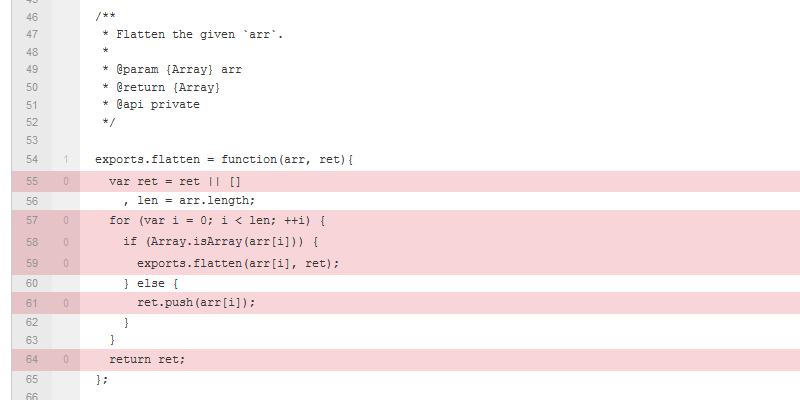 45
46 /**
47  * Flatten the given `arr`.
48  *
49  * @param {Array} arr
50  * @return {Array}
51  * @api private
52  */
53
54 1 exports.flatten = function(arr, ret){
55 0   var ret = ret || []
56     , len = arr.length;
57 0   for (var i = 0; i < len; ++i) {
58 0     if (Array.isArray(arr[i])) {
59 0       exports.flatten(arr[i], ret);
60     } else {
61 0       ret.push(arr[i]);
62     }
63   }
64 0   return ret;
65 };
66